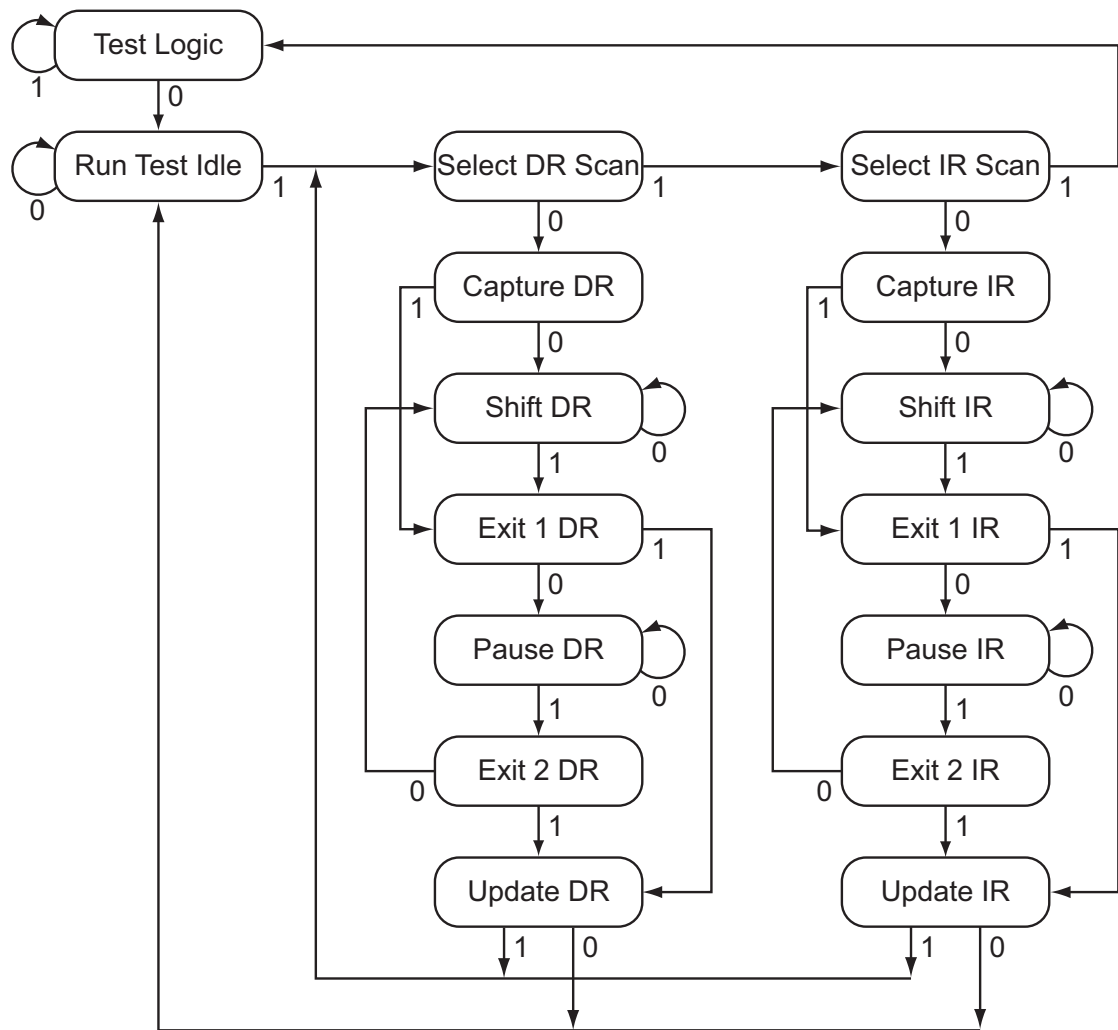 Test Logic
1
0
Run Test Idle
1
0
Select DR Scan
1
0
Select IR Scan
1
0
Capture DR
1
0
Capture IR
1
0
Shift DR
0
1
Shift IR
0
1
Exit 1 DR
1
0
Exit 1 IR
1
0
Pause DR
0
1
Pause IR
0
1
Exit 2 DR
0
1
Exit 2 IR
0
1
Update DR
1
0
Update IR
1
0